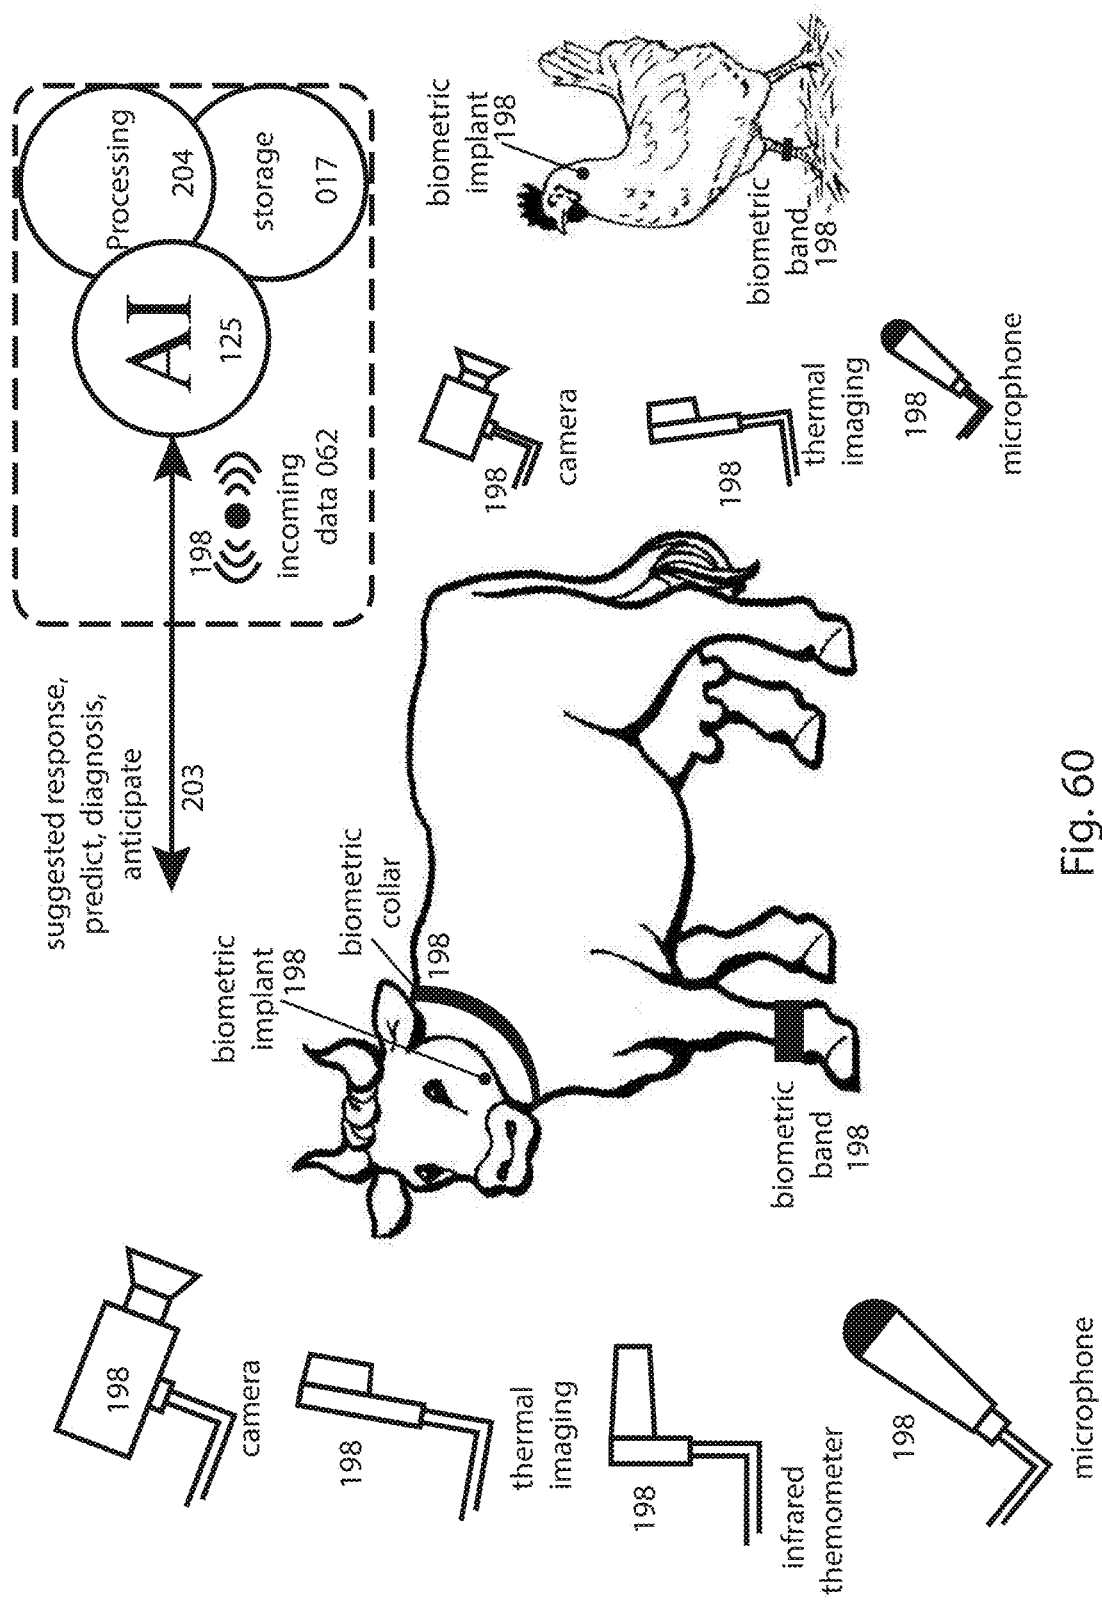 suggested response,
predict, diagnosis,
anticipate
203
Processing
204
AI
125
storage
017
198
incoming
data 062
198
camera
198
thermal
imaging
198
infrared
themometer
198
microphone
biometric
implant
198
biometric
collar
198
biometric
band
198
198
camera
198
thermal
imaging
198
microphone
biometric
implant
198
biometric
band
198
Fig. 60